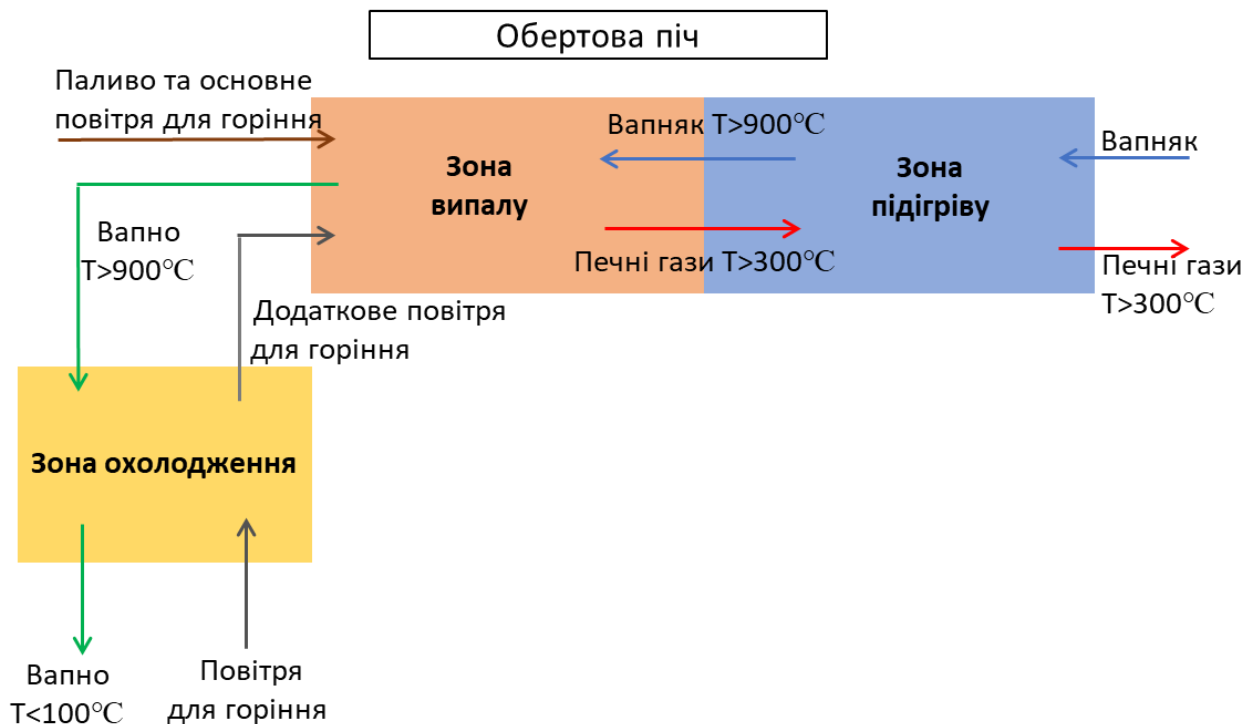 Обертова піч
Паливо та основне
повітря для горіння
Вапняк Т>900℃
Вапняк
Зона
випалу
Зона
підігріву
Вапно
Т>900℃
Печні гази Т>300℃
Печні гази
Т>300℃
Додаткове повітря
для горіння
Зона охолодження
Вапно
Т<100℃
Повітря
для горіння